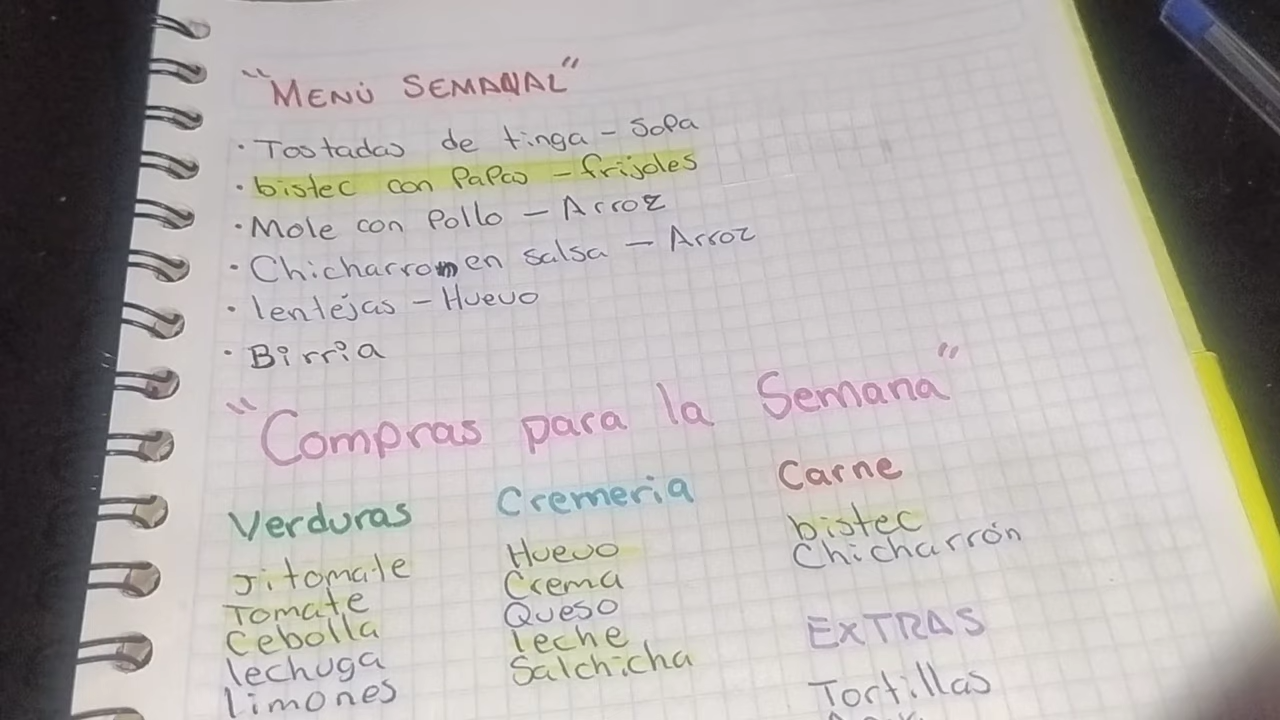 "MENÚ SEMANAL"
· Tostadas de tinga - Sopa
· bistec con Papas - frijoles
· Mole con Pollo - Arroz
· Chicharron en salsa - Arroz
· lentejas - Huevo
· Birria
"Compras para la Semana"
Verduras
Jitomate
Tomate
Cebolla
lechuga
limones
Cremeria
Huevo
Crema
Queso
leche
Salchicha
Carne
bistec
Chicharrón
EXTRAS
Tortillas